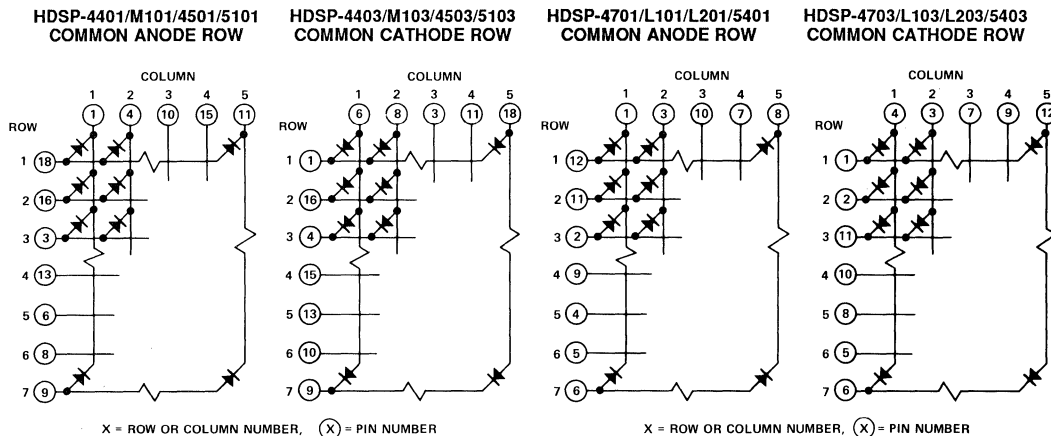 HDSP-4401/M101/4501/5101
COMMON ANODE ROW
COLUMN
1 2 3 4 5
1 4 10 15 11
ROW
1 18
2 16
3 3
4 13
5 6
6 8
7 9
HDSP-4403/M103/4503/5103
COMMON CATHODE ROW
COLUMN
1 2 3 4 5
6 8 3 11 18
ROW
1 1
2 16
3 4
4 15
5 13
6 10
7 9
X = ROW OR COLUMN NUMBER, X = PIN NUMBER
HDSP-4701/L101/L201/5401
COMMON ANODE ROW
COLUMN
1 2 3 4 5
1 3 7 7 8
ROW
1 12
2 11
3 2
4 9
5 4
6 5
7 6
HDSP-4703/L103/L203/5403
COMMON CATHODE ROW
COLUMN
1 2 3 4 5
4 3 7 9 12
ROW
1 1
2 2
3 11
4 10
5 8
6 5
7 6
X = ROW OR COLUMN NUMBER, X = PIN NUMBER